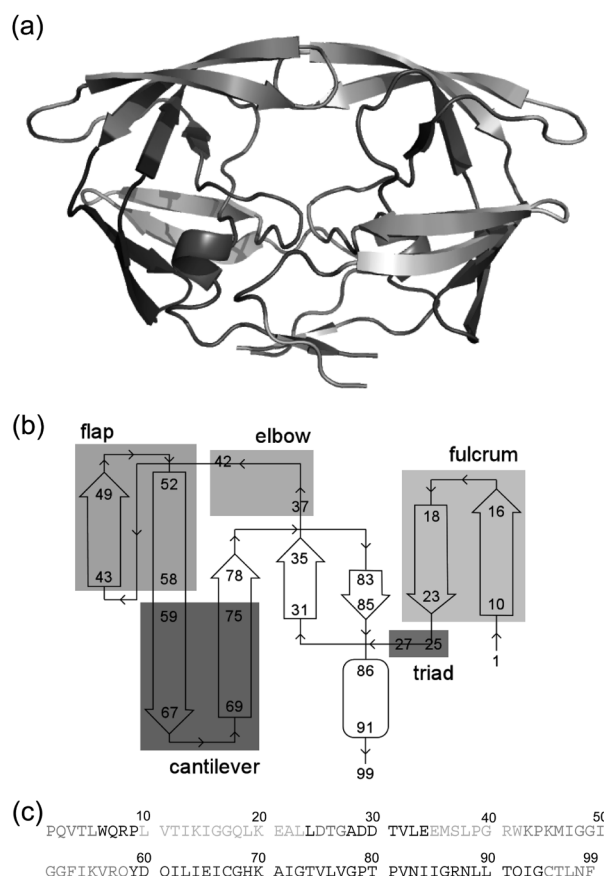 (a)
(b)
flap
elbow
fulcrum
42
49
52
18
16
37
35
78
83
43
58
59
75
31
85
23
10
27
25
1
triad
86
67
69
91
cantilever
99
(c)
10 20 30 40 50
PQVTLWQRPL VTIKIGGQLK EALLDTGADD TVLEEMSLPG RWKPKMIGGI
60 70 80 90 99
GGFIKVRQYD QILIEICGHK AIGTVLVGPT PVNIIGRNLL TQIGCTLNF